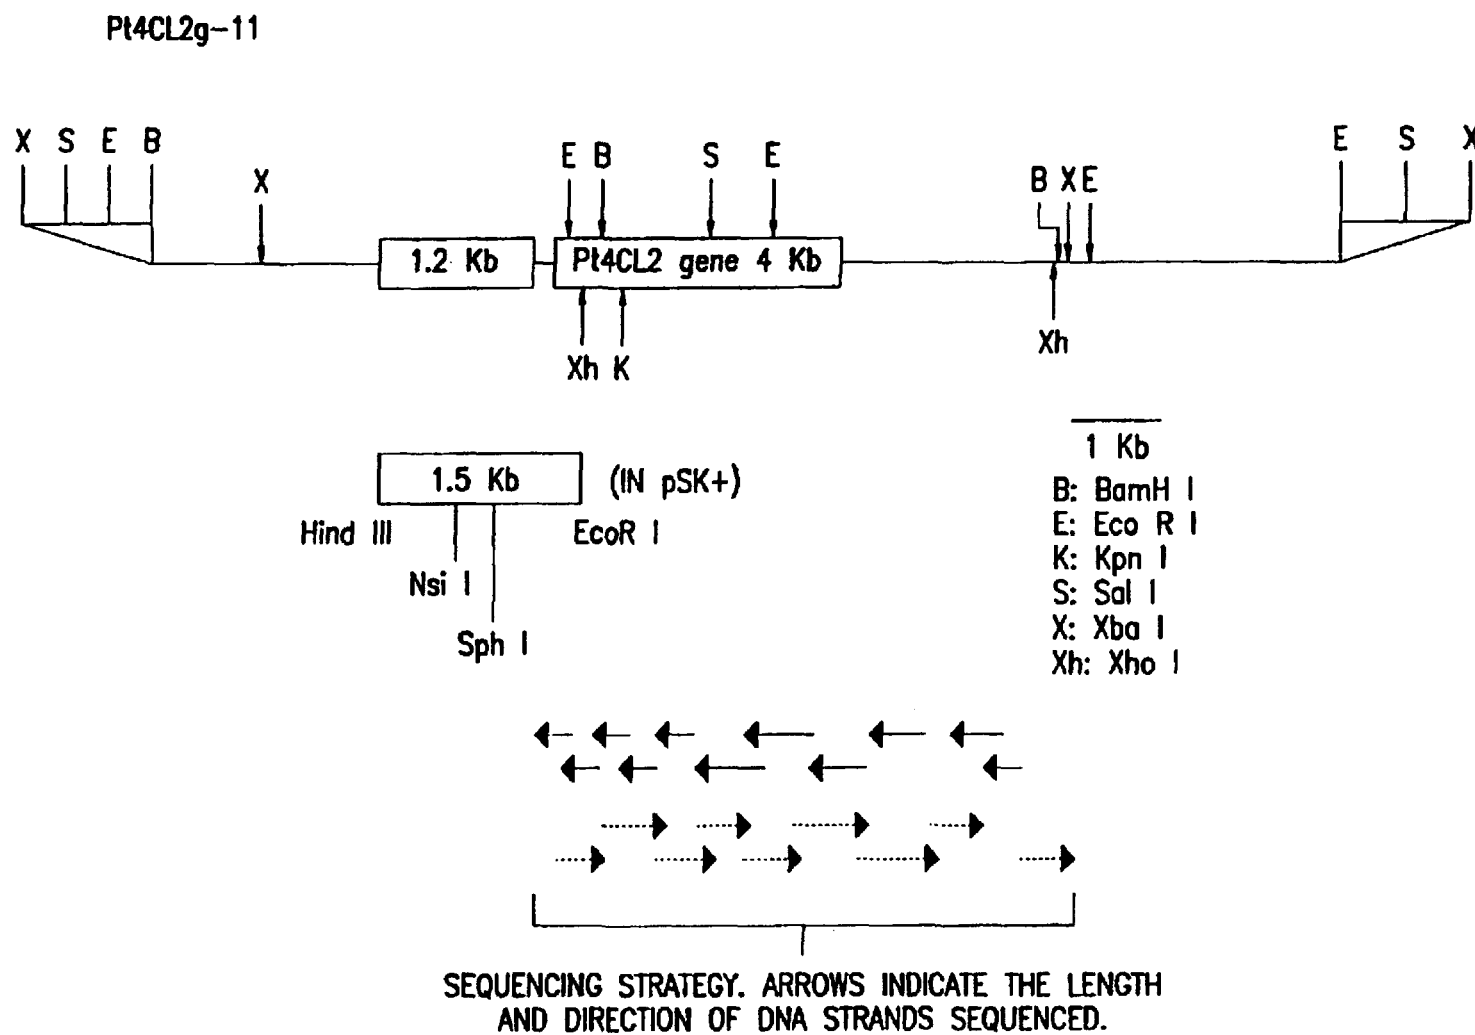 Pt4CL2g-11
X S E B
X
E B S E
B X E
E S X
1.2 Kb
Pt4CL2 gene 4 Kb
Xh K
Xh
1.5 Kb
(IN pSK+)
Hind III
EcoR I
Nsi I
Sph I
1 Kb
B: BamH I
E: Eco R I
K: Kpn I
S: Sal I
X: Xba I
Xh: Xho I
SEQUENCING STRATEGY. ARROWS INDICATE THE LENGTH
AND DIRECTION OF DNA STRANDS SEQUENCED.